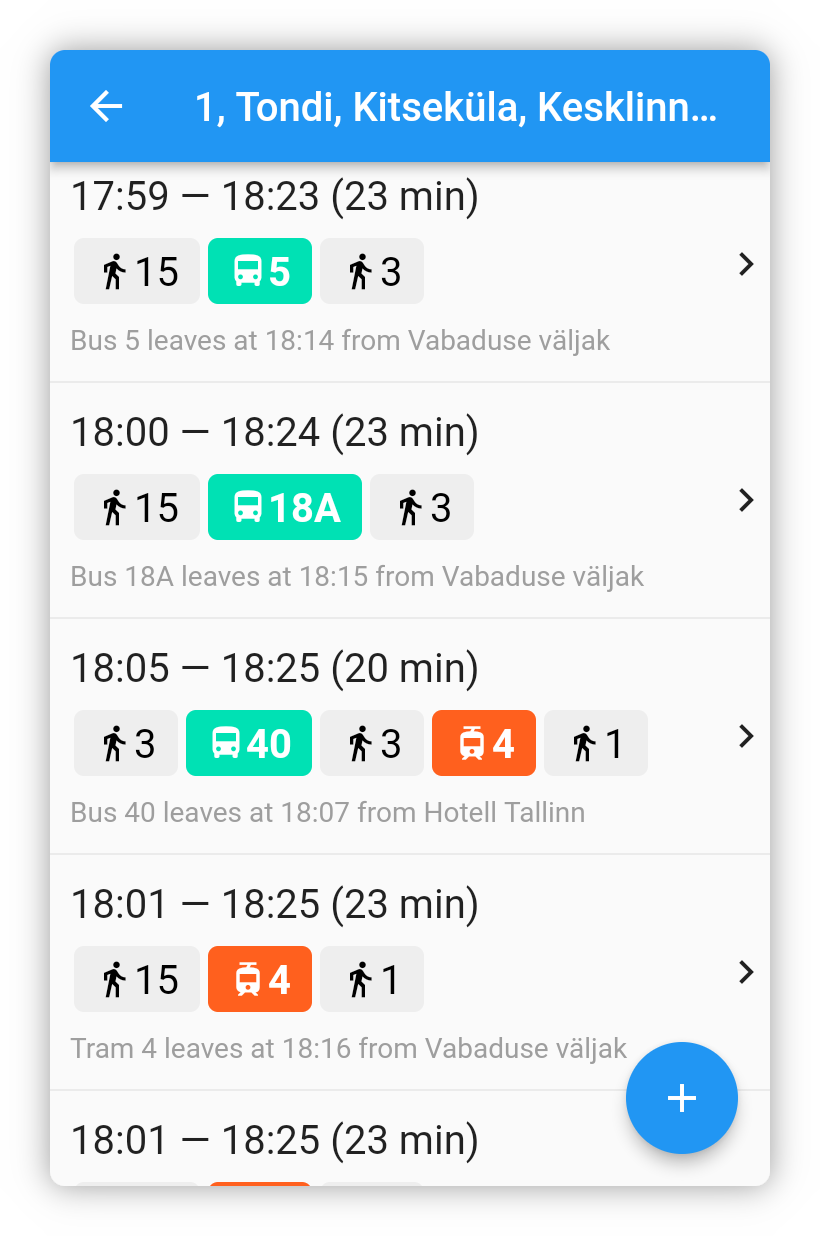 1, Tondi, Kitseküla, Kesklinn...
17:59 — 18:23 (23 min)
15 5 3
Bus 5 leaves at 18:14 from Vabaduse väljak
18:00 — 18:24 (23 min)
15 18A 3
Bus 18A leaves at 18:15 from Vabaduse väljak
18:05 — 18:25 (20 min)
3 40 3 4 1
Bus 40 leaves at 18:07 from Hotell Tallinn
18:01 — 18:25 (23 min)
15 4 1
Tram 4 leaves at 18:16 from Vabaduse väljak
18:01 — 18:25 (23 min)